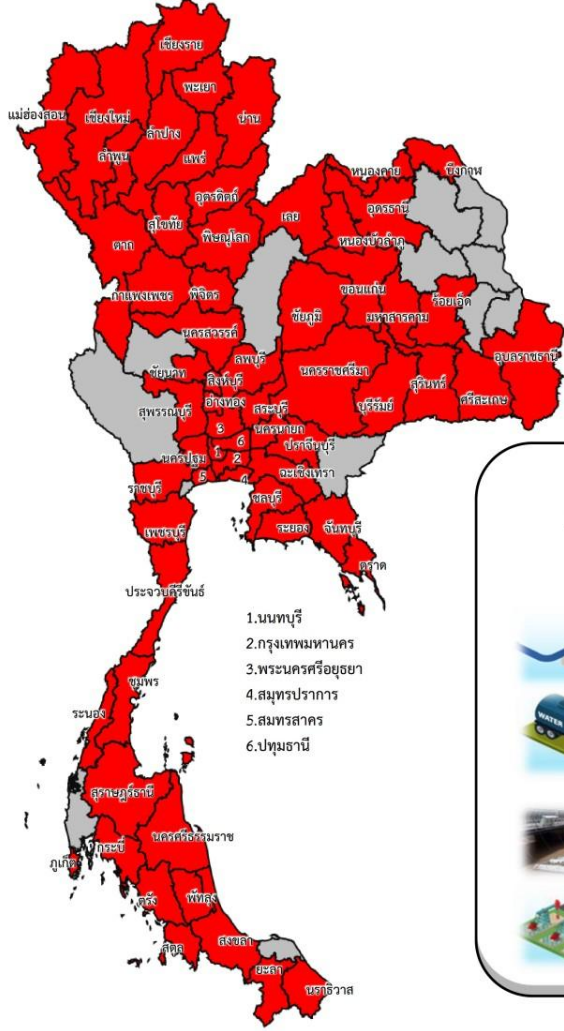 เชียงราย
พะเยา
แม่ฮ่องสอน
เชียงใหม่
น่าน
ลำปาง
ลำพูน
แพร่
หนองคาย
บึงกาฬ
อุตรดิตถ์
เลย
อุดรธานี
สุโขทัย
ตาก
พิษณุโลก
หนองบัวลำภู
ขอนแก่น
กำแพงเพชร
พิจิตร
ร้อยเอ็ด
ชัยภูมิ
มหาสารคาม
นครสวรรค์
ลพบุรี
อุบลราชธานี
ชัยนาท
นครราชสีมา
สิงห์บุรี
สุรินทร์
อ่างทอง
สระบุรี
ศรีสะเกษ
สุพรรณบุรี
บุรีรัมย์
3
นครนายก
6
ปราจีนบุรี
1
นครปฐม
2
ฉะเชิงเทรา
5
4
ราชบุรี
ชลบุรี
ระยอง
จันทบุรี
เพชรบุรี
ตราด
ประจวบคีรีขันธ์
1.นนทบุรี
2.กรุงเทพมหานคร
3.พระนครศรีอยุธยา
4.สมุทรปราการ
5.สมทรสาคร
6.ปทุมธานี
ชุมพร
ระนอง
WATER
สุราษฎร์ธานี
นครศรีธรรมราช
กระบี่
ภูเก็ต
ตรัง
พัทลุง
สตูล
สงขลา
ยะลา
นราธิวาส